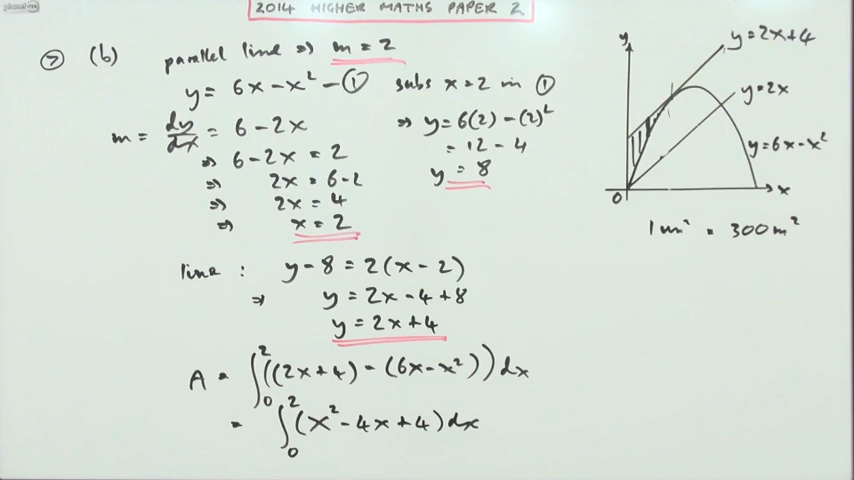 2014 HIGHER MATHS PAPER 2
7 (b) parallel line ⇒ m = 2
y = 6x - x² - ①
m = dy/dx = 6 - 2x
⇒ 6 - 2x = 2
⇒ 2x = 6 - 2
⇒ 2x = 4
⇒ x = 2
subs x = 2 in ①
⇒ y = 6(2) - (2)²
= 12 - 4
y = 8
line : y - 8 = 2(x - 2)
⇒ y = 2x - 4 + 8
y = 2x + 4
A = ∫₀² ((2x + 4) - (6x - x²)) dx
= ∫₀² (x² - 4x + 4) dx
y
y = 2x + 4
y = 2x
y = 6x - x²
0
x
1 unit² = 300 m²